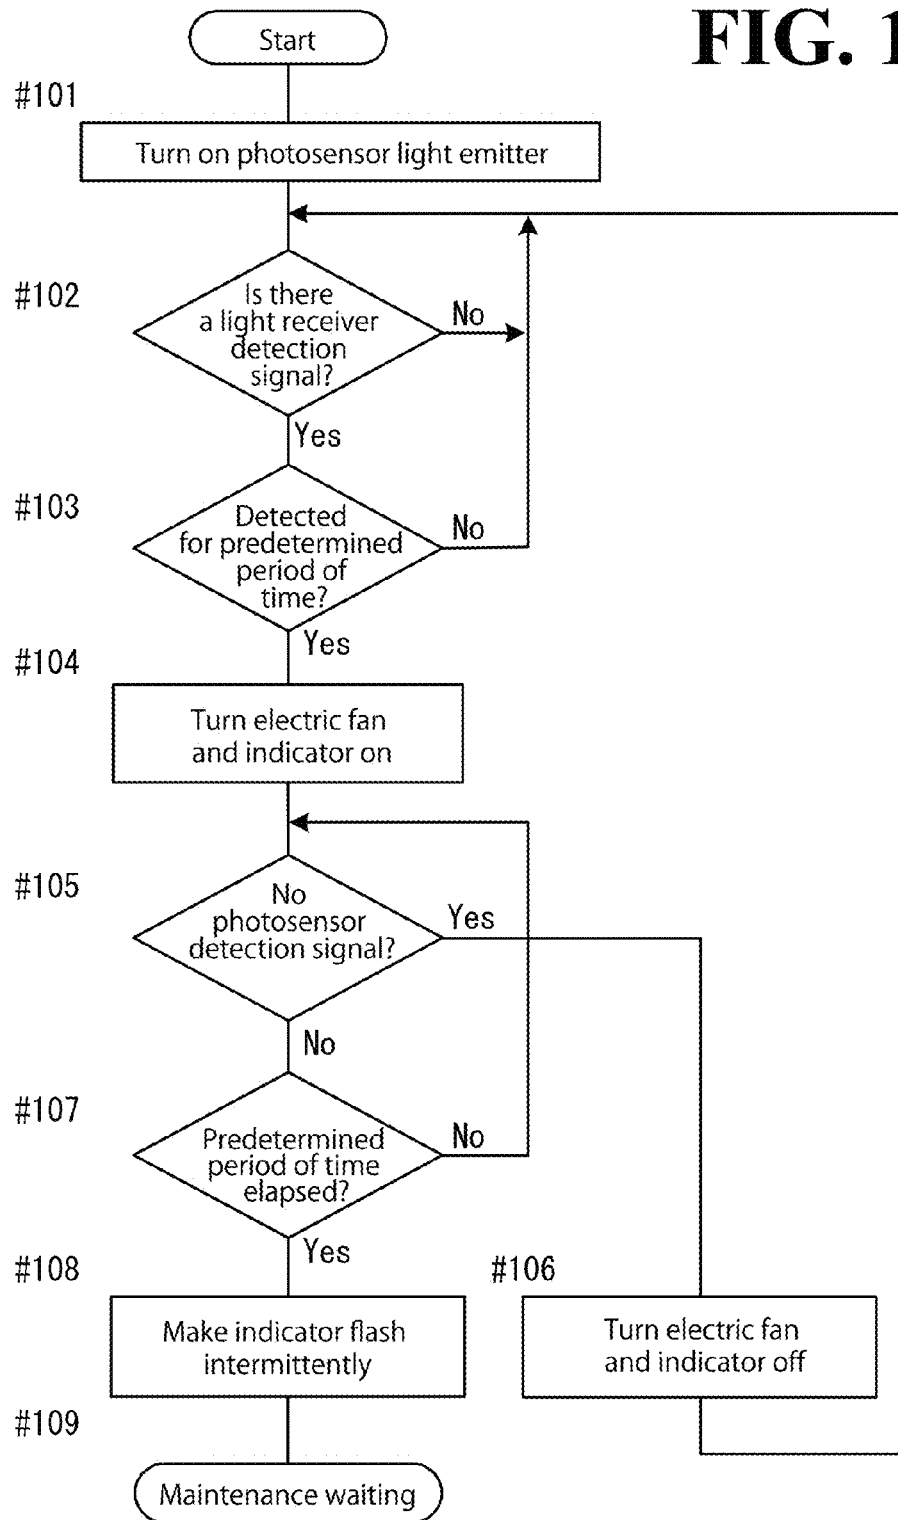 FIG. 1
Start
#101
Turn on photosensor light emitter
#102
Is there
a light receiver
detection
signal?
No
Yes
#103
Detected
for predetermined
period of
time?
No
Yes
#104
Turn electric fan
and indicator on
#105
No
photosensor
detection signal?
Yes
No
#107
Predetermined
period of time
elapsed?
No
Yes
#108
Make indicator flash
intermittently
#106
Turn electric fan
and indicator off
#109
Maintenance waiting